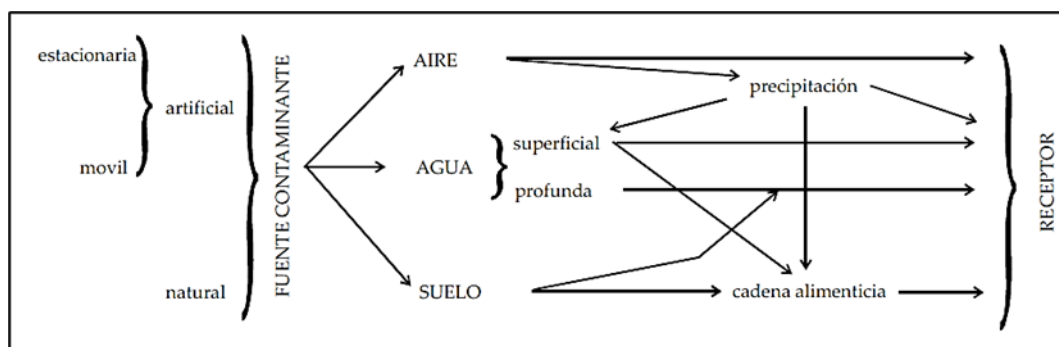 estacionaria
movil
artificial
natural
FUENTE CONTAMINANTE
AIRE
AGUA
SUELO
superficial
profunda
precipitación
cadena alimenticia
RECEPTOR